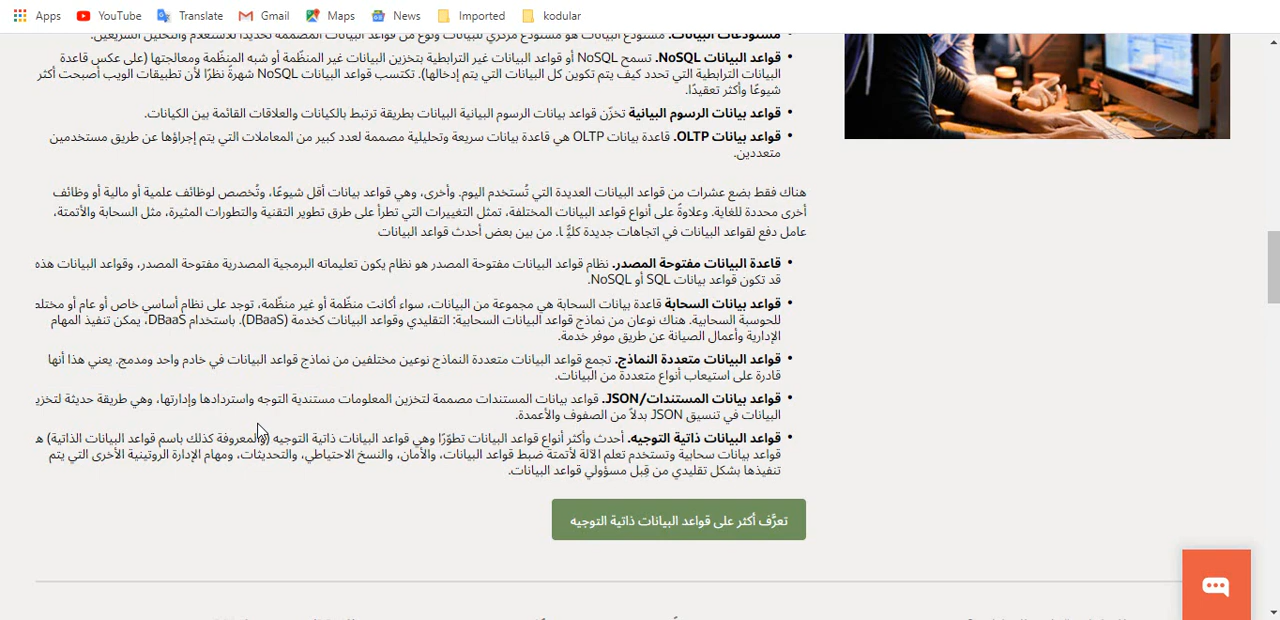 Apps YouTube Translate Gmail Maps News Imported kodular
مستودعات البيانات. مستودع البيانات هو مستودع مركزي للبيانات ونوع من قواعد البيانات المصممة تحديدًا للاستعلام والتحليل السريعين.
قواعد البيانات NoSQL. تسمح NoSQL أو قواعد البيانات غير الترابطية بتخزين البيانات غير المنظّمة أو شبه المنظّمة ومعالجتها (على عكس قاعدة
البيانات الترابطية التي تحدد كيف يتم تكوين كل البيانات التي يتم إدخالها). تكتسب قواعد البيانات NoSQL شهرةً نظرًا لأن تطبيقات الويب أصبحت أكثر
شيوعًا وأكثر تعقيدًا.
قواعد بيانات الرسوم البيانية تخزّن قواعد بيانات الرسوم البيانية البيانات بطريقة ترتبط بالكيانات والعلاقات القائمة بين الكيانات.
قواعد بيانات OLTP. قاعدة بيانات OLTP هي قاعدة بيانات سريعة وتحليلية مصممة لعدد كبير من المعاملات التي يتم إجراؤها عن طريق مستخدمين
متعددين.
هناك فقط بضع عشرات من قواعد البيانات العديدة التي تُستخدم اليوم. وأخرى، وهي قواعد بيانات أقل شيوعًا، وتُخصص لوظائف علمية أو مالية أو وظائف
أخرى محددة للغاية. وعلاوةً على أنواع قواعد البيانات المختلفة، تمثل التغييرات التي تطرأ على طرق تطوير التقنية والتطورات المثيرة، مثل السحابة والأتمتة،
عامل دفع لقواعد البيانات في اتجاهات جديدة كليًّا. من بين بعض أحدث قواعد البيانات
قاعدة البيانات مفتوحة المصدر. نظام قواعد البيانات مفتوحة المصدر هو نظام يكون تعليماته البرمجية المصدرية مفتوحة المصدر، وقواعد البيانات هذه
قد تكون قواعد بيانات SQL أو NoSQL.
قواعد بيانات السحابة قاعدة بيانات السحابة هي مجموعة من البيانات، سواء أكانت منظّمة أو غير منظّمة، توجد على نظام أساسي خاص أو عام أو
للحوسبة السحابية. هناك نوعان من نماذج قواعد البيانات السحابية: التقليدي وقواعد البيانات كخدمة (DBaaS). باستخدام DBaaS، يمكن تنفيذ المهام
الإدارية وأعمال الصيانة عن طريق موفر خدمة.
قواعد البيانات متعددة النماذج. تجمع قواعد البيانات متعددة النماذج نوعين مختلفين من نماذج قواعد البيانات في خادم واحد ومدمج. يعني هذا أنها
قادرة على استيعاب أنواع متعددة من البيانات.
قواعد بيانات المستندات/JSON. قواعد بيانات المستندات مصممة لتخزين المعلومات مستندية التوجه واستردادها وإدارتها، وهي طريقة حديثة
البيانات في تنسيق JSON بدلاً من الصفوف والأعمدة.
قواعد البيانات ذاتية التوجيه. أحدث وأكثر أنواع قواعد البيانات تطوّرًا وهي قواعد البيانات ذاتية التوجيه (المعروفة كذلك باسم قواعد البيانات الذاتية)
قواعد بيانات سحابية وتستخدم تعلم الآلة لأتمتة ضبط قواعد البيانات، والأمان، والنسخ الاحتياطي، والتحديثات، ومهام الإدارة الروتينية الأخرى التي يتم
تنفيذها بشكل تقليدي من قِبل مسؤولي قواعد البيانات.
تعرَّف أكثر على قواعد البيانات ذاتية التوجيه